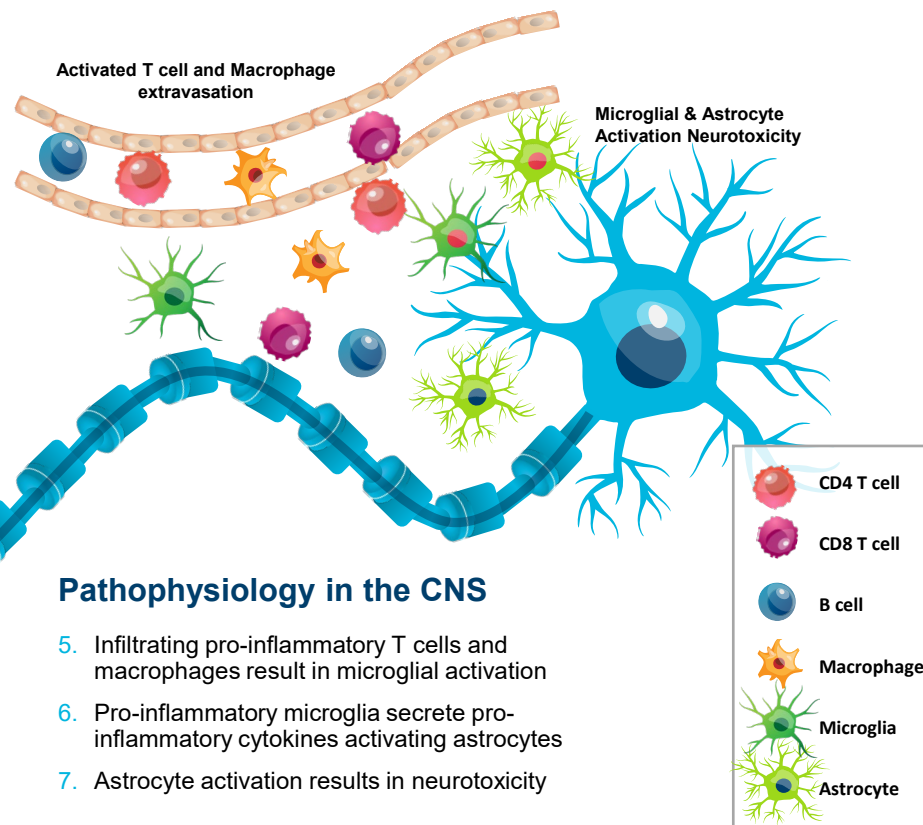 Activated T cell and Macrophage
extravasation
Microglial & Astrocyte
Activation Neurotoxicity
CD4 T cell
CD8 T cell
B cell
Macrophage
Microglia
Astrocyte
Pathophysiology in the CNS
5. Infiltrating pro-inflammatory T cells and
macrophages result in microglial activation
6. Pro-inflammatory microglia secrete pro-
inflammatory cytokines activating astrocytes
7. Astrocyte activation results in neurotoxicity